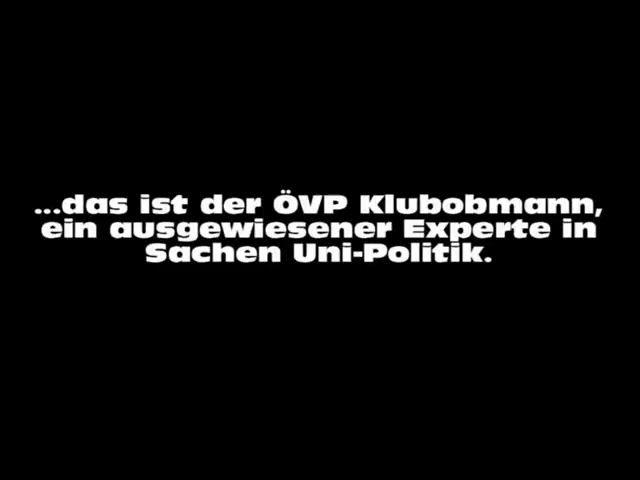 ...das ist der ÖVP Klubobmann,
ein ausgewiesener Experte in
Sachen Uni-Politik.